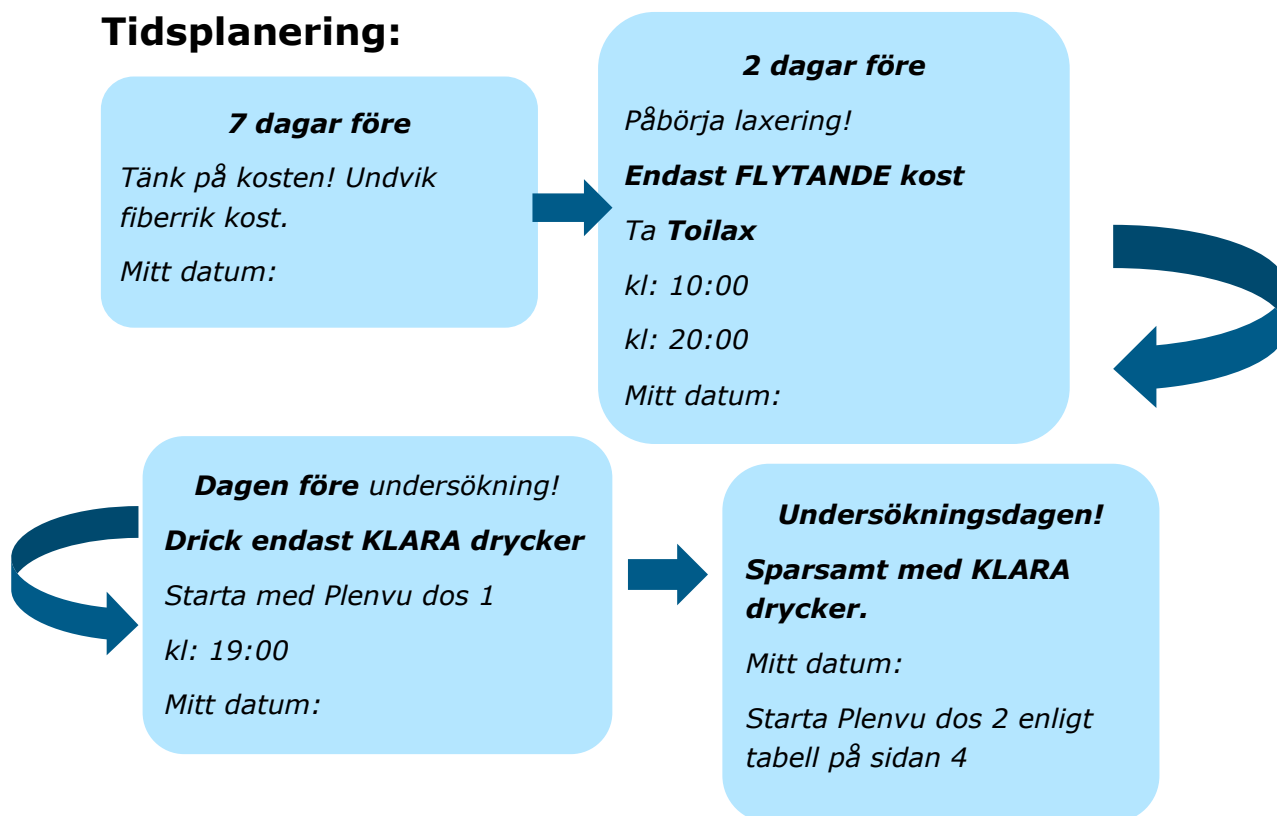 Tidsplanering:
7 dagar före
Tänk på kosten! Undvik
fiberrik kost.
Mitt datum:
2 dagar före
Påbörja laxering!
Endast FLYTANDE kost
Ta Toilax
kl: 10:00
kl: 20:00
Mitt datum:
Dagen före undersökning!
Drick endast KLARA drycker
Starta med Plenvu dos 1
kl: 19:00
Mitt datum:
Undersökningsdagen!
Sparsamt med KLARA
drycker.
Mitt datum:
Starta Plenvu dos 2 enligt
tabell på sidan 4